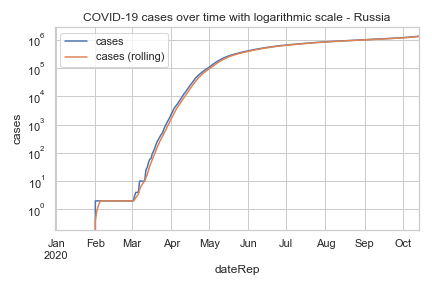 COVID-19 cases over time with logarithmic scale - Russia
cases
cases (rolling)
10⁶
10⁵
10⁴
10³
10²
10¹
10⁰
cases
Jan Feb Mar Apr May Jun Jul Aug Sep Oct
2020
dateRep